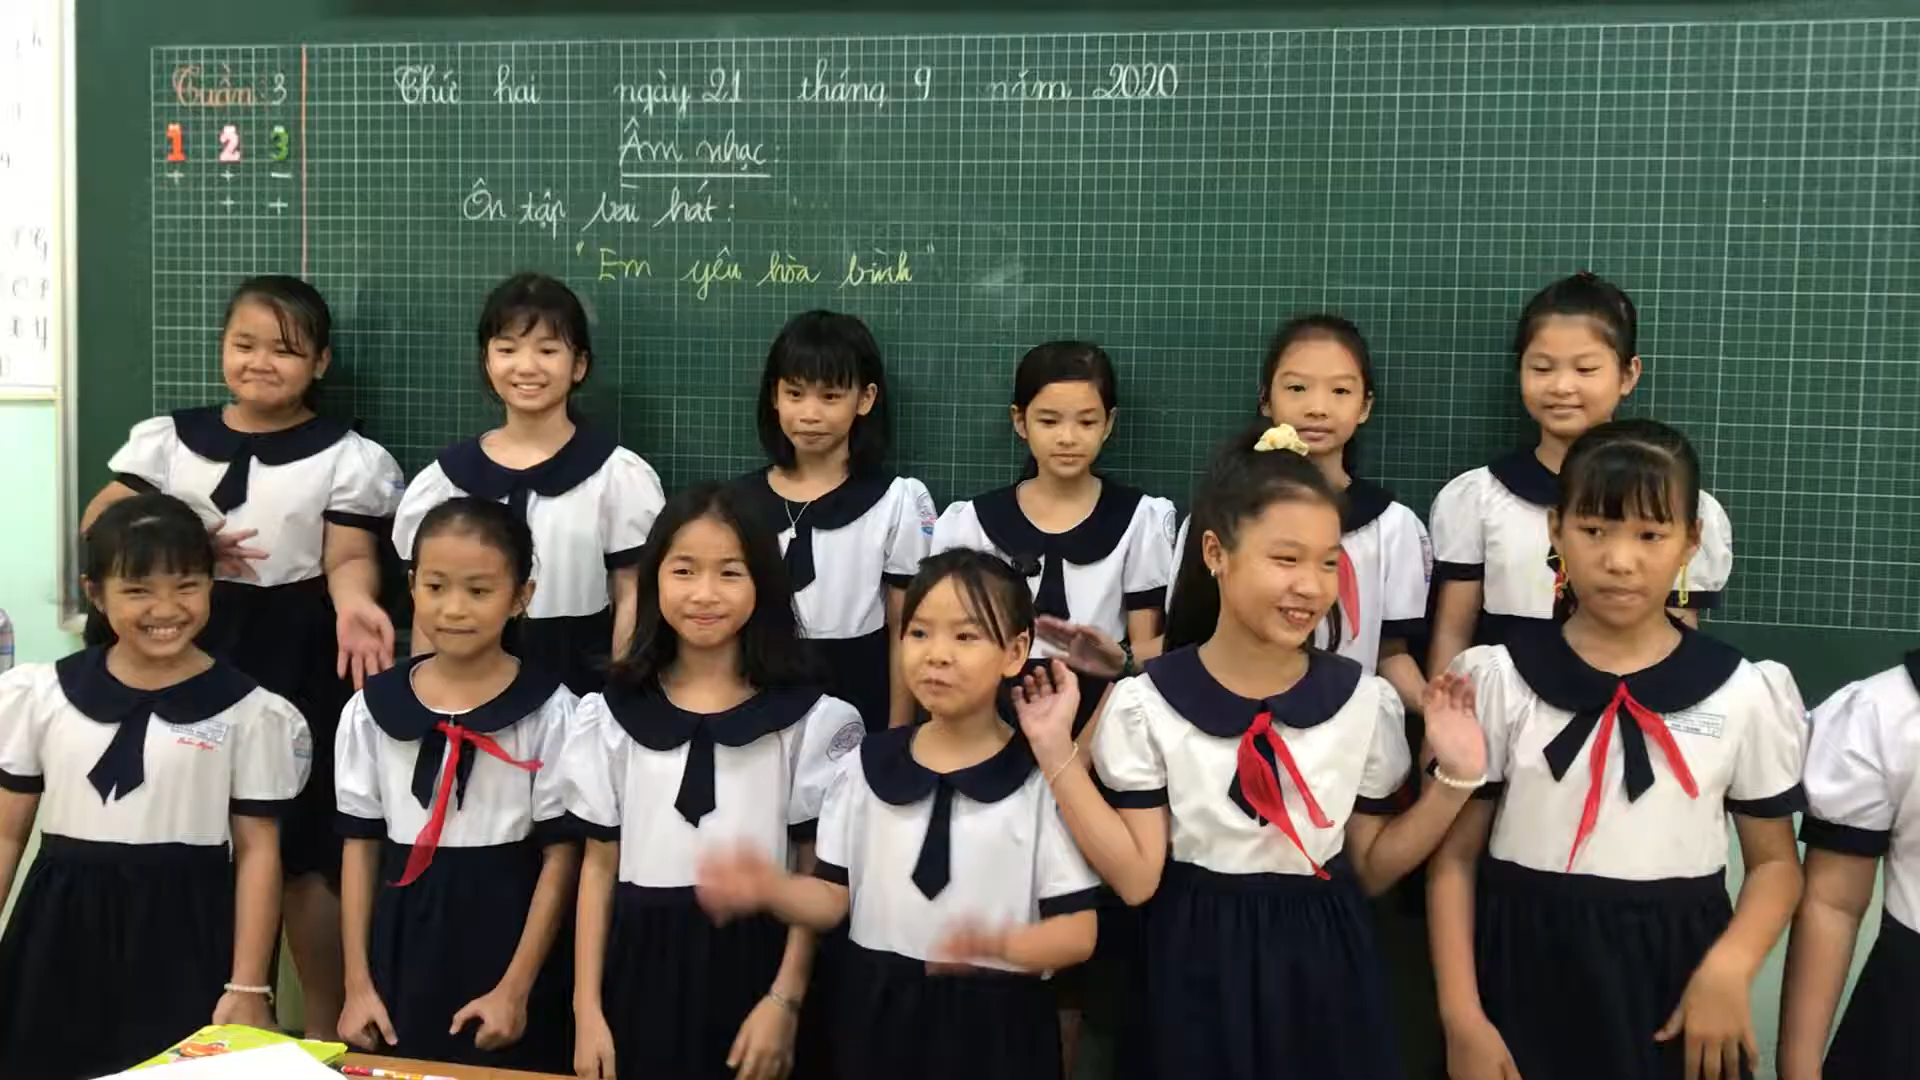 Tuần: 3
Thứ hai ngày 21 tháng 9 năm 2020
1 2 3
+ + -
+ +
Âm nhạc:
Ôn tập bài hát:
"Em yêu hòa bình"